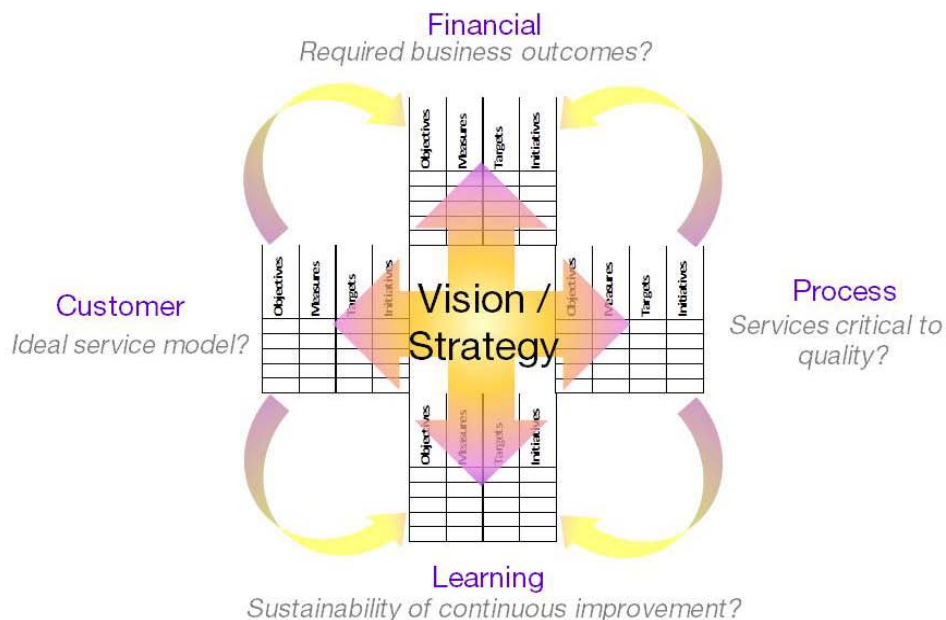 Financial
Required business outcomes?
Objectives
Measures
Targets
Initiatives
Customer
Ideal service model?
Objectives
Measures
Targets
Initiatives
Vision /
Strategy
Objectives
Measures
Targets
Initiatives
Process
Services critical to
quality?
Objectives
Measures
Targets
Initiatives
Learning
Sustainability of continuous improvement?